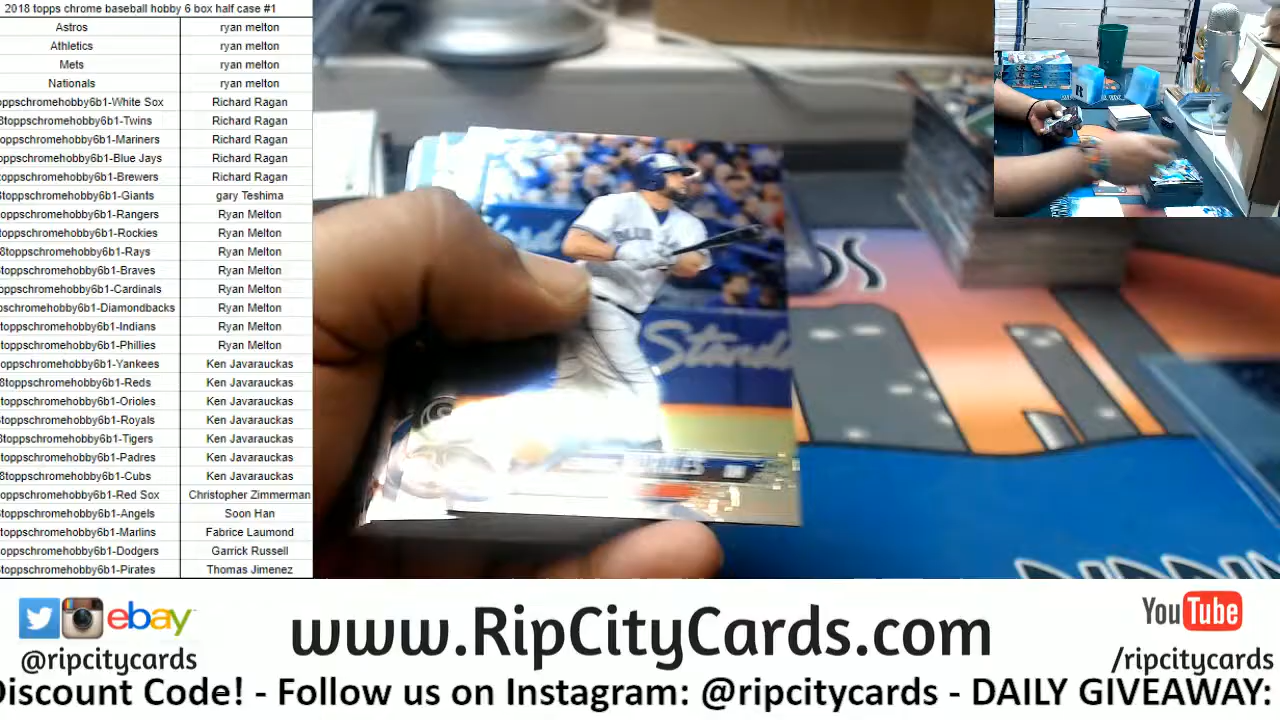 2018 topps chrome baseball hobby 6 box half case #1
Astros ryan melton
Athletics ryan melton
Mets ryan melton
Nationals ryan melton
oppschromehobby6b1-White Sox Richard Ragan
8toppschromehobby6b1-Twins Richard Ragan
toppschromehobby6b1-Mariners Richard Ragan
oppschromehobby6b1-Blue Jays Richard Ragan
toppschromehobby6b1-Brewers Richard Ragan
8toppschromehobby6b1-Giants gary Teshima
toppschromehobby6b1-Rangers Ryan Melton
toppschromehobby6b1-Rockies Ryan Melton
8toppschromehobby6b1-Rays Ryan Melton
toppschromehobby6b1-Braves Ryan Melton
toppschromehobby6b1-Cardinals Ryan Melton
pschromehobby6b1-Diamondbacks Ryan Melton
toppschromehobby6b1-Indians Ryan Melton
toppschromehobby6b1-Phillies Ryan Melton
oppschromehobby6b1-Yankees Ken Javarauckas
8toppschromehobby6b1-Reds Ken Javarauckas
toppschromehobby6b1-Orioles Ken Javarauckas
toppschromehobby6b1-Royals Ken Javarauckas
8toppschromehobby6b1-Tigers Ken Javarauckas
toppschromehobby6b1-Padres Ken Javarauckas
8toppschromehobby6b1-Cubs Ken Javarauckas
oppschromehobby6b1-Red Sox Christopher Zimmerman
toppschromehobby6b1-Angels Soon Han
toppschromehobby6b1-Marlins Fabrice Laumond
oppschromehobby6b1-Dodgers Garrick Russell
toppschromehobby6b1-Pirates Thomas Jimenez
Stand
ebay
@ripcitycards
www.RipCityCards.com
YouTube
/ripcitycards
Discount Code! - Follow us on Instagram: @ripcitycards - DAILY GIVEAWAY: